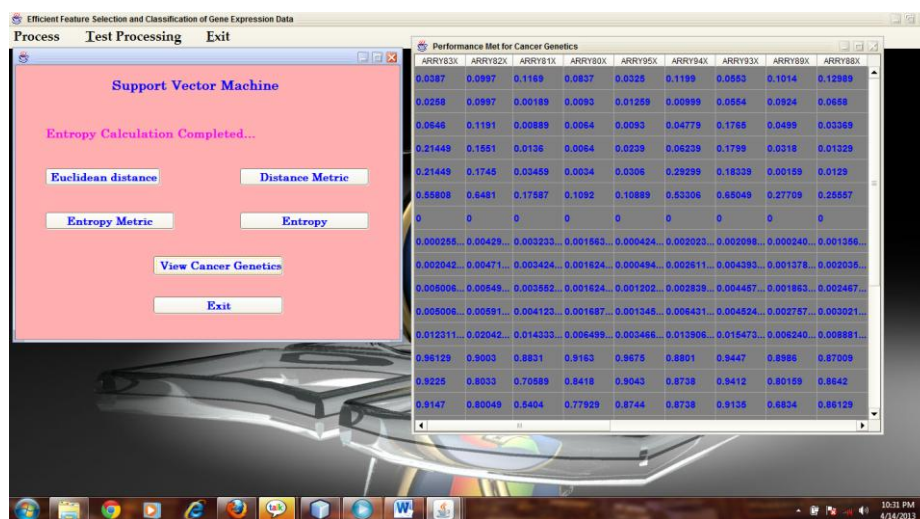 Efficient Feature Selection and Classification of Gene Expression Data
Process Test Processing Exit
Support Vector Machine
Entropy Calculation Completed...
Euclidean distance Distance Metric
Entropy Metric Entropy
View Cancer Genetics
Exit
Performance Met for Cancer Genetics
ARRY83X ARRY82X ARRY81X ARRY80X ARRY95X ARRY94X ARRY93X ARRY89X ARRY88X
0.0387 0.0997 0.1169 0.0837 0.0325 0.1199 0.0553 0.1014 0.12989
0.0258 0.0997 0.00189 0.0093 0.01259 0.00999 0.0554 0.0924 0.0658
0.0646 0.1191 0.00889 0.0064 0.0093 0.04779 0.1765 0.0499 0.03369
0.21449 0.1551 0.0136 0.0064 0.0239 0.06239 0.1799 0.0318 0.01329
0.21449 0.1745 0.03459 0.0034 0.0306 0.29299 0.18339 0.00159 0.0129
0.55808 0.6481 0.17587 0.1092 0.10889 0.53306 0.65049 0.27709 0.25557
0 0 0 0 0 0 0 0 0
0.000255... 0.00429... 0.003233... 0.001563... 0.000424... 0.002023... 0.002098... 0.000240... 0.001356...
0.002042... 0.00471... 0.003424... 0.001624... 0.000494... 0.002611... 0.004393... 0.001378... 0.002035...
0.005006... 0.00549... 0.003552... 0.001624... 0.001202... 0.002839... 0.004457... 0.001863... 0.002467...
0.005006... 0.00591... 0.004123... 0.001687... 0.001345... 0.006431... 0.004524... 0.002757... 0.003021...
0.012311... 0.02042... 0.014333... 0.006499... 0.003466... 0.013906... 0.015473... 0.006240... 0.008881...
0.96129 0.9003 0.8831 0.9163 0.9675 0.8801 0.9447 0.8986 0.87009
0.9225 0.8033 0.70589 0.8418 0.9043 0.8738 0.9412 0.80159 0.8642
0.9147 0.80049 0.5404 0.77929 0.8744 0.8738 0.9135 0.6834 0.86129
talk
W
10:31 PM
4/14/2013